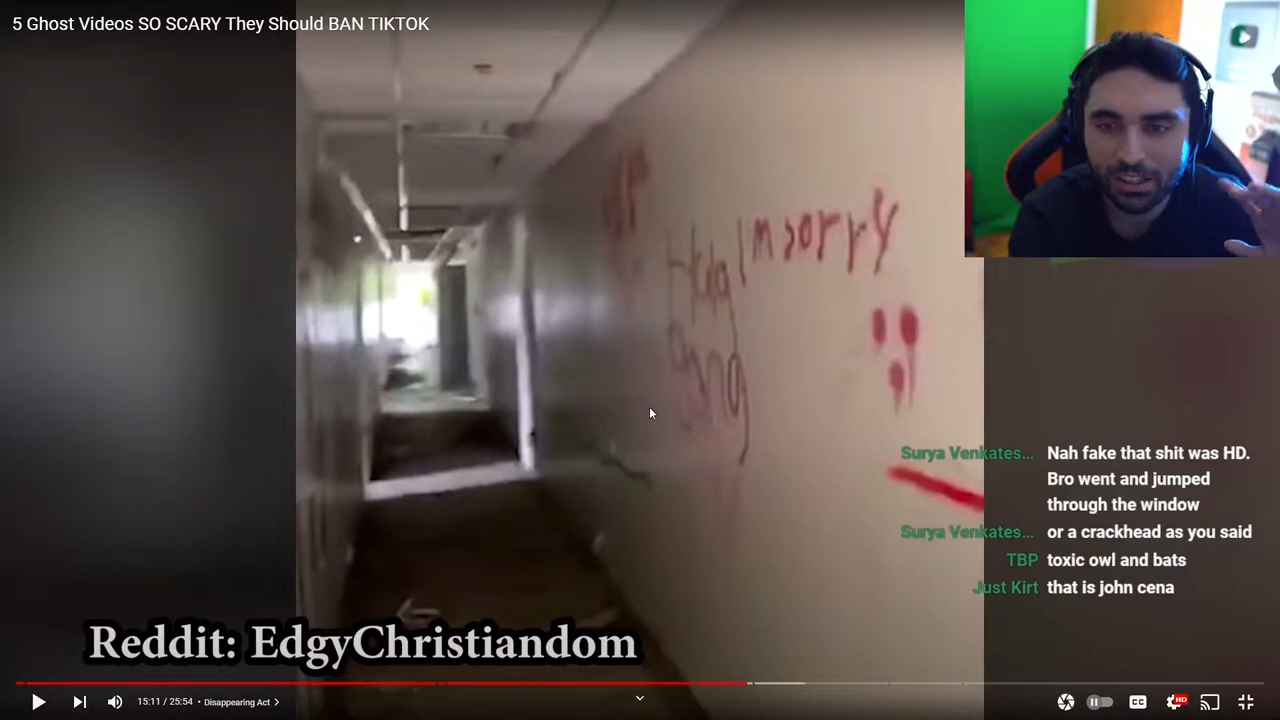 5 Ghost Videos SO SCARY They Should BAN TIKTOK
Im sorry
Surya Venkates... Nah fake that shit was HD.
Bro went and jumped
through the window
Surya Venkates... or a crackhead as you said
TBP toxic owl and bats
Just Kirt that is john cena
Reddit: EdgyChristiandom
15:11 / 25:54 • Disappearing Act >
CC
HD